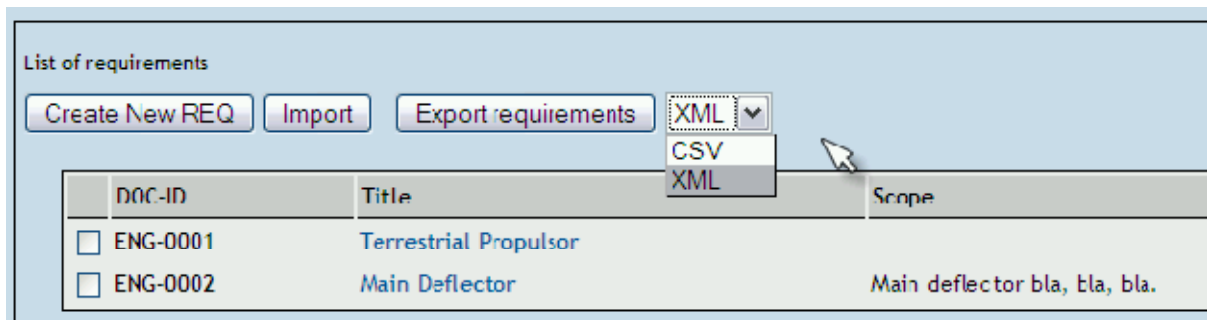 List of requirements
Create New REQ Import Export requirements XML
CSV
XML
DOC-ID Title Scope
ENG-0001 Terrestrial Propulsor
ENG-0002 Main Deflector Main deflector bla, bla, bla.